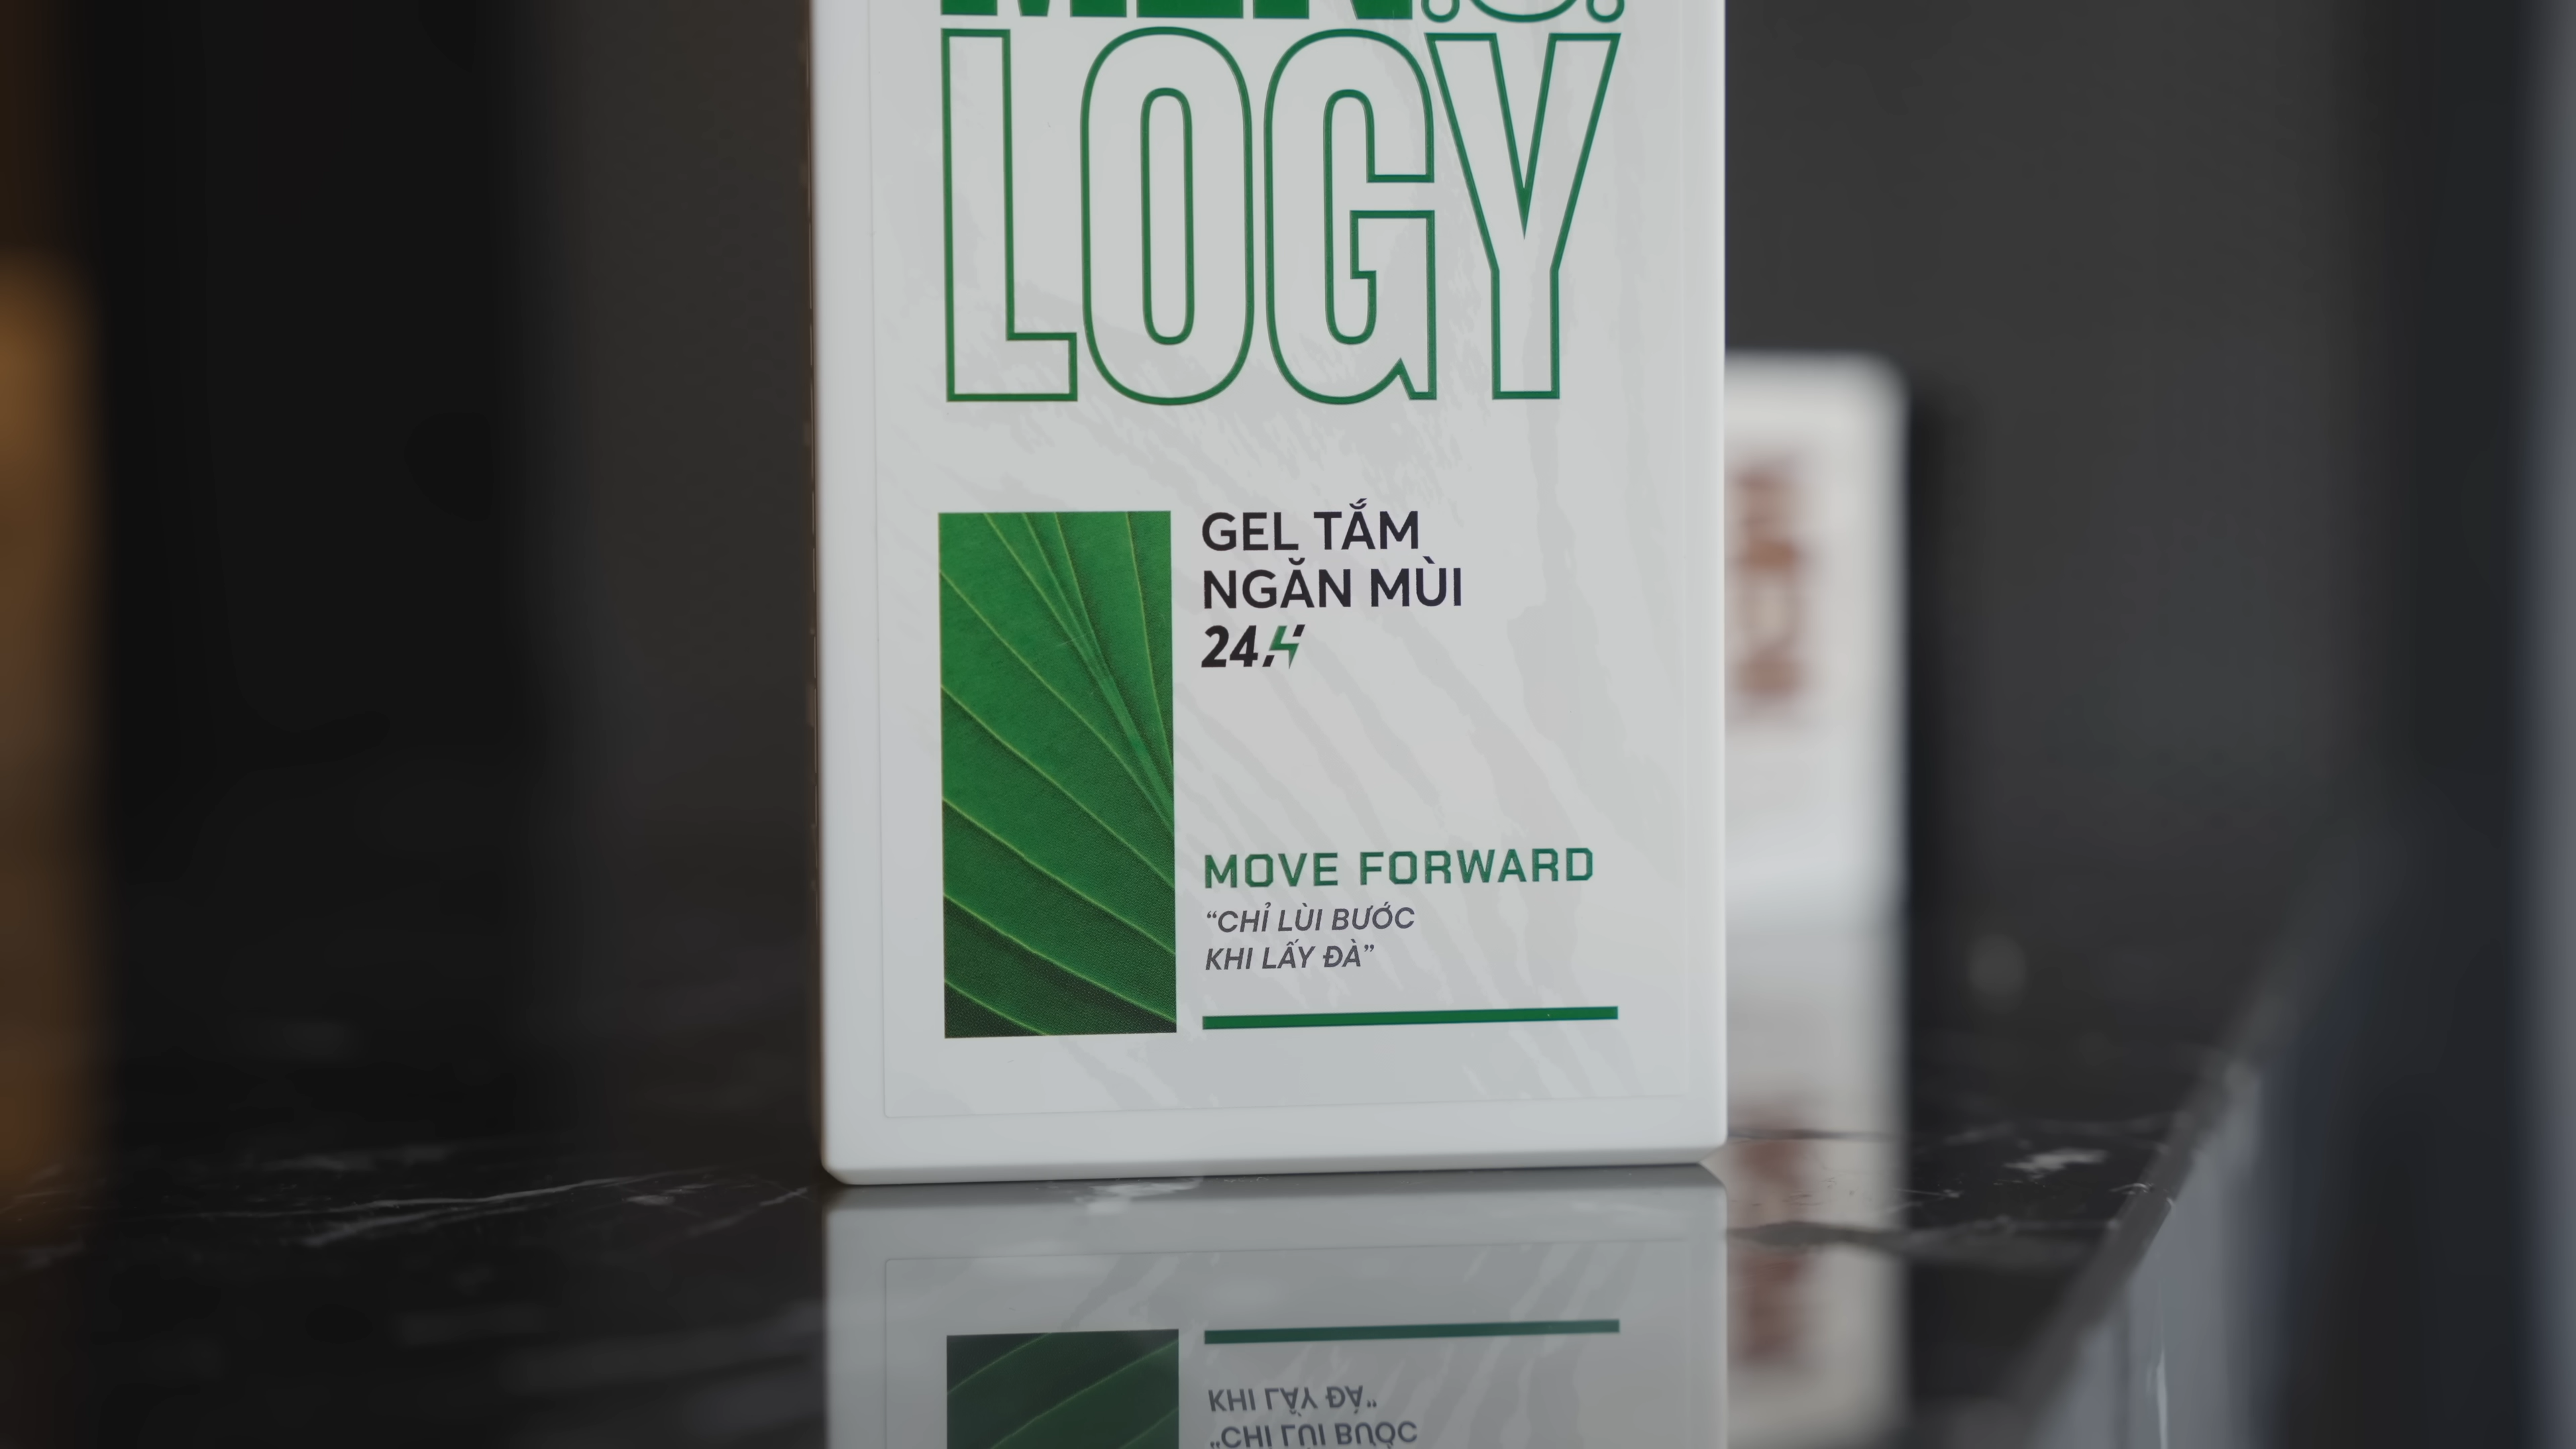 LOGY
GEL TẮM
NGĂN MÙI
24H
MOVE FORWARD
“CHỈ LÙI BƯỚC
KHI LẤY ĐÀ”